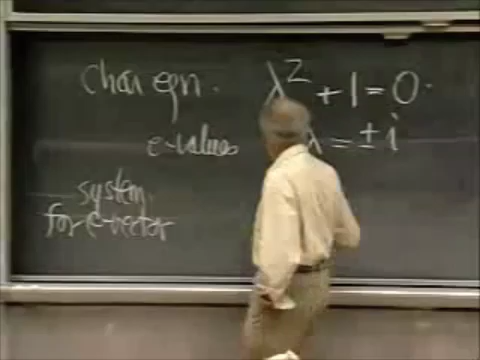 char eqn. λ² + 1 = 0.
e-values λ = ± i
system
for e-vector